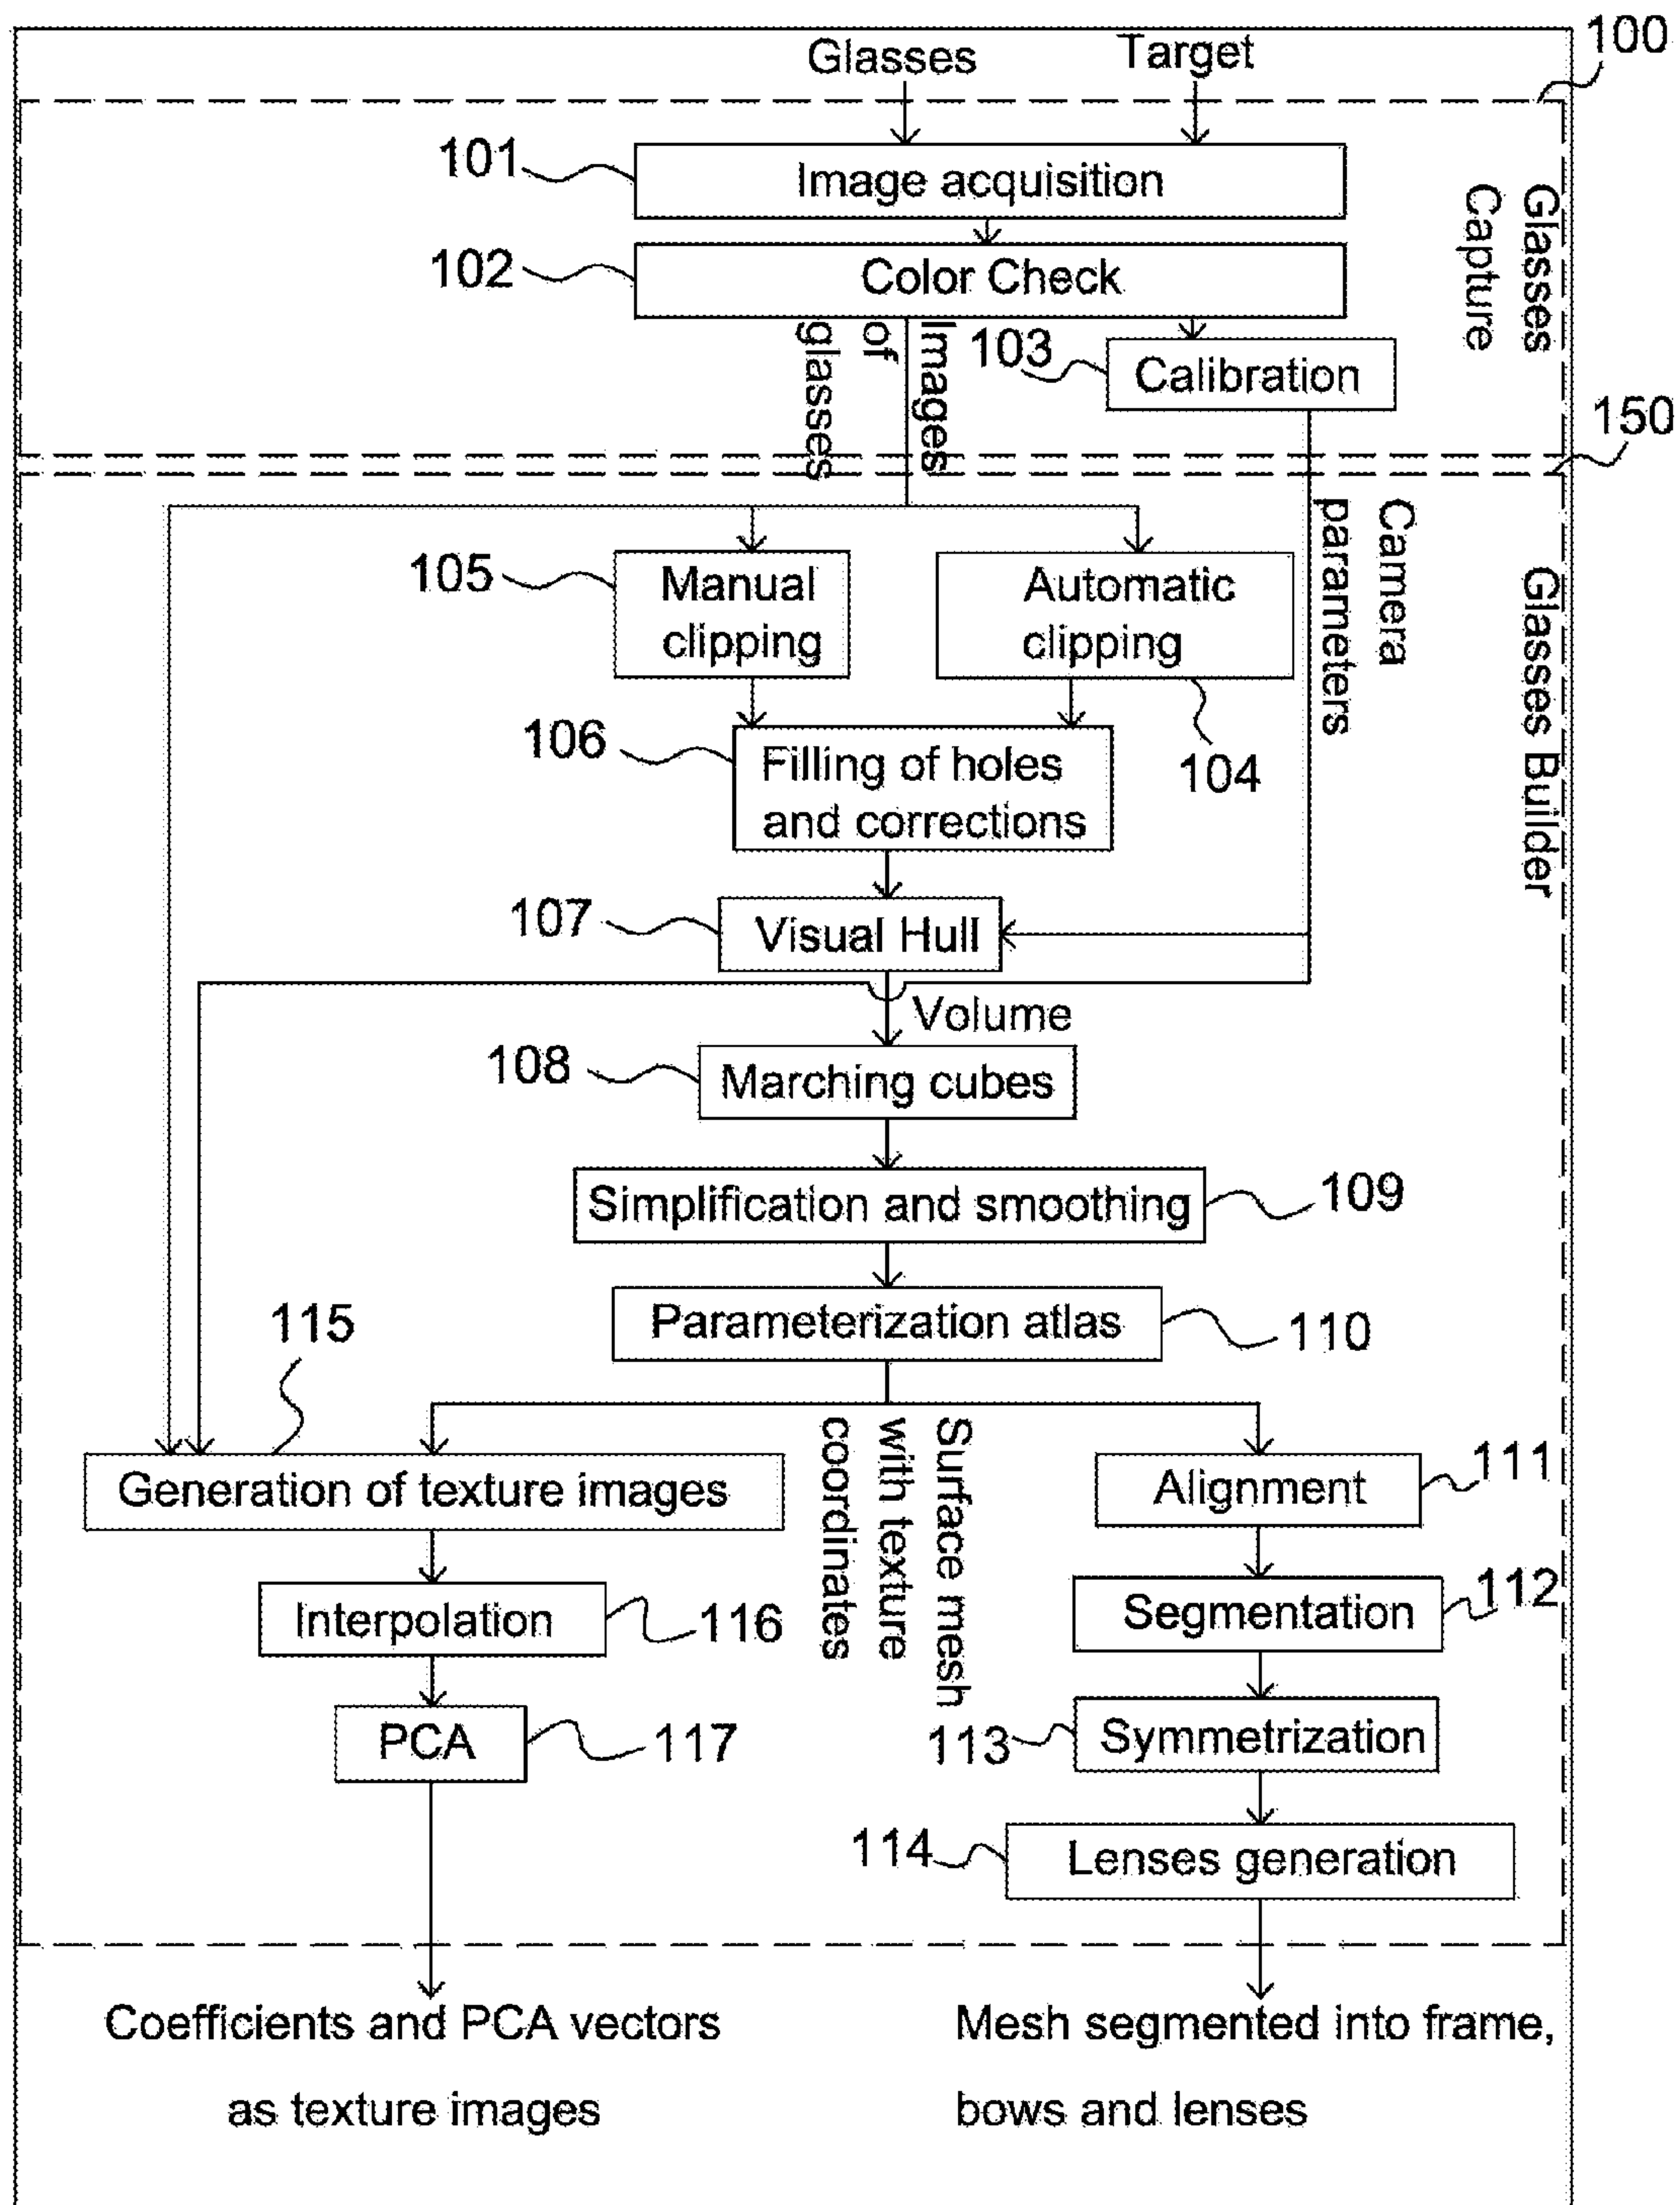 100
Glasses
Target
101
Image acquisition
102
Color Check
Glasses
Capture
Images
of
glasses
103
Calibration
150
Camera
parameters
105
Manual
clipping
Automatic
clipping
104
Glasses Builder
106
Filling of holes
and corrections
107
Visual Hull
Volume
108
Marching cubes
Simplification and smoothing
109
Parameterization atlas
110
115
Generation of texture images
Surface mesh
with texture
coordinates
Alignment
111
Interpolation
116
Segmentation
112
PCA
117
113
Symmetrization
114
Lenses generation
Coefficients and PCA vectors
as texture images
Mesh segmented into frame,
bows and lenses